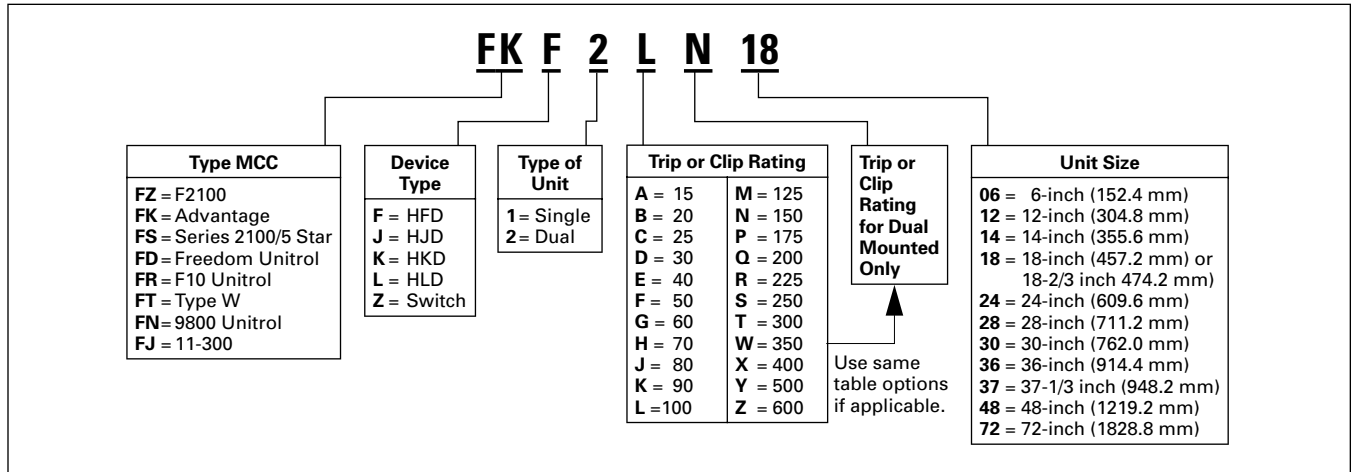 FK F 2 L N 18
Type MCC
FZ = F2100
FK = Advantage
FS = Series 2100/5 Star
FD = Freedom Unitrol
FR = F10 Unitrol
FT = Type W
FN = 9800 Unitrol
FJ = 11-300
Device
Type
F = HFD
J = HJD
K = HKD
L = HLD
Z = Switch
Type of
Unit
1 = Single
2 = Dual
Trip or Clip Rating
A = 15
B = 20
C = 25
D = 30
E = 40
F = 50
G = 60
H = 70
J = 80
K = 90
L =100
M = 125
N = 150
P = 175
Q = 200
R = 225
S = 250
T = 300
W = 350
X = 400
Y = 500
Z = 600
Trip or
Clip
Rating
for Dual
Mounted
Only
Use same
table options
if applicable.
Unit Size
06 = 6-inch (152.4 mm)
12 = 12-inch (304.8 mm)
14 = 14-inch (355.6 mm)
18 = 18-inch (457.2 mm) or
18-2/3 inch 474.2 mm)
24 = 24-inch (609.6 mm)
28 = 28-inch (711.2 mm)
30 = 30-inch (762.0 mm)
36 = 36-inch (914.4 mm)
37 = 37-1/3 inch (948.2 mm)
48 = 48-inch (1219.2 mm)
72 = 72-inch (1828.8 mm)